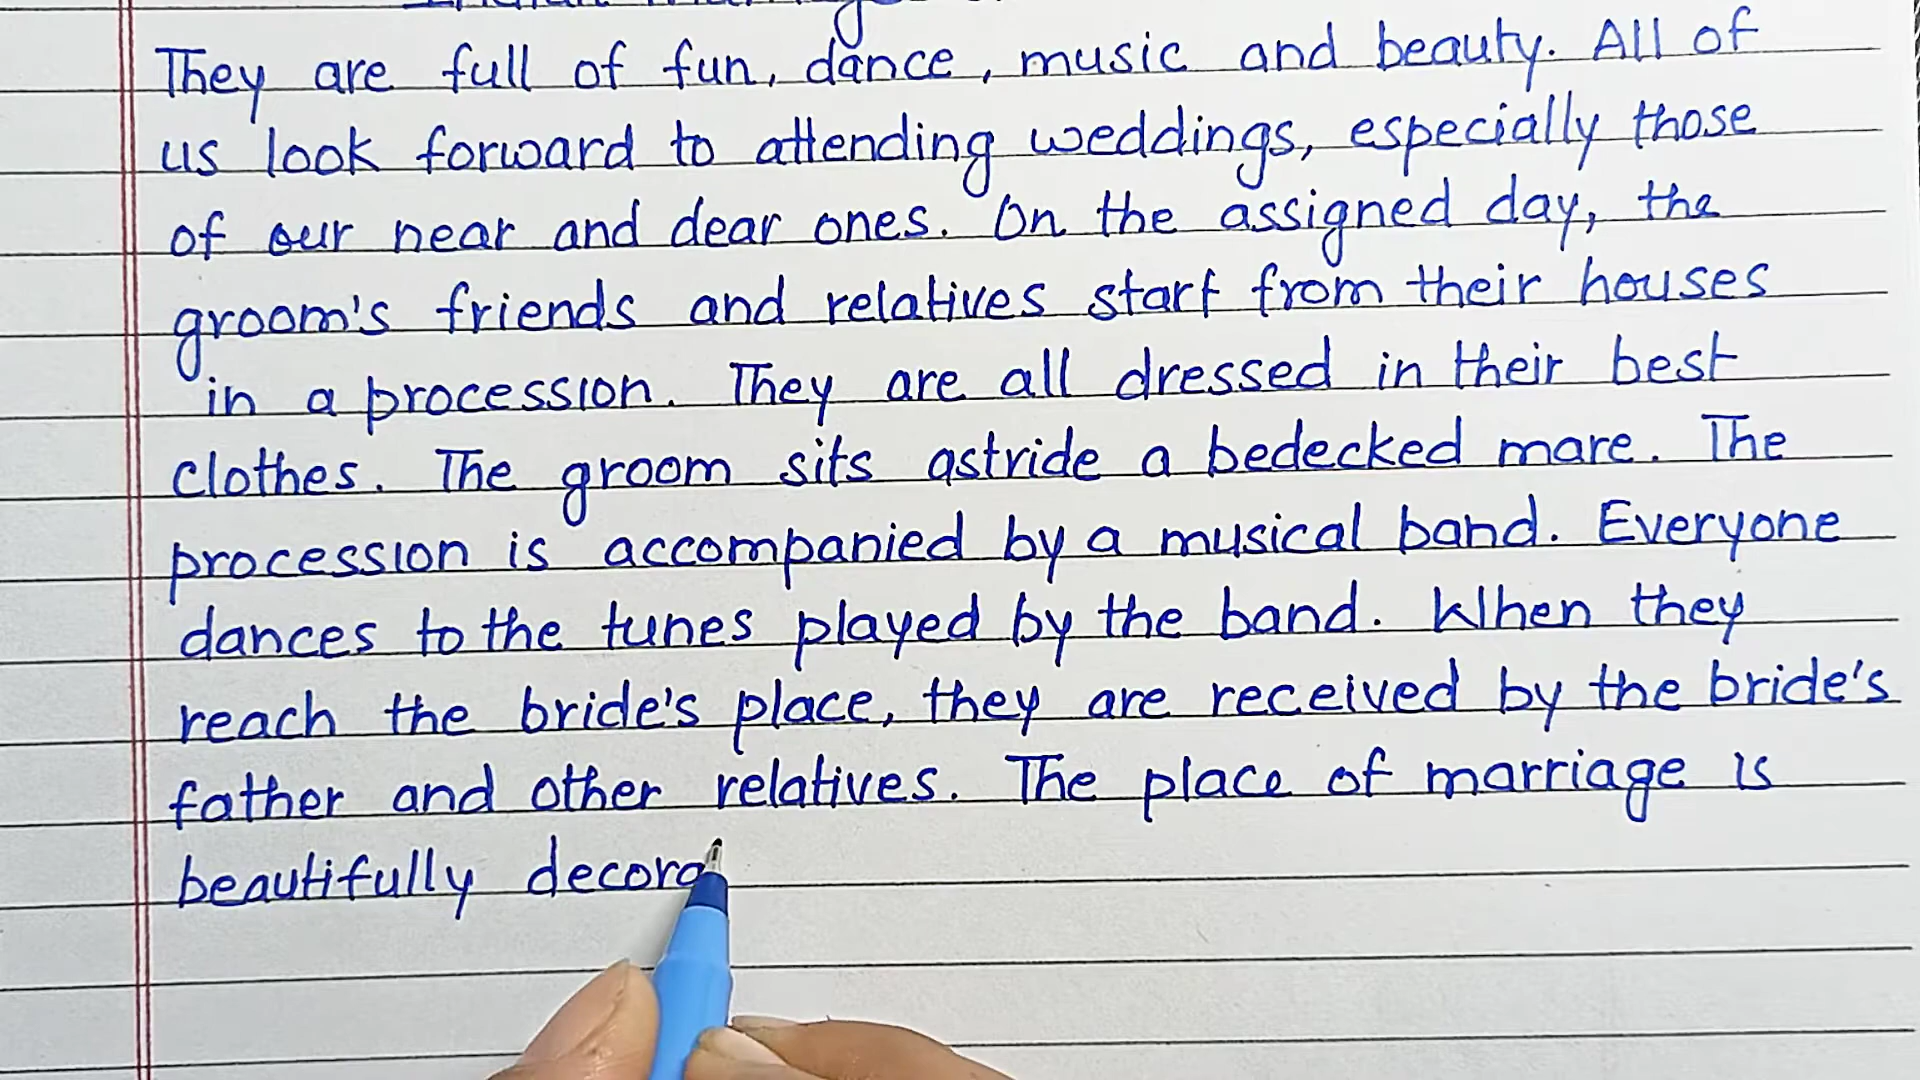 They are full of fun, dance, music and beauty. All of
us look forward to attending weddings, especially those
of our near and dear ones. On the assigned day, the
groom's friends and relatives start from their houses
in a procession. They are all dressed in their best
clothes. The groom sits astride a bedecked mare. The
procession is accompanied by a musical band. Everyone
dances to the tunes played by the band. When they
reach the bride's place, they are received by the bride's
father and other relatives. The place of marriage is
beautifully decora